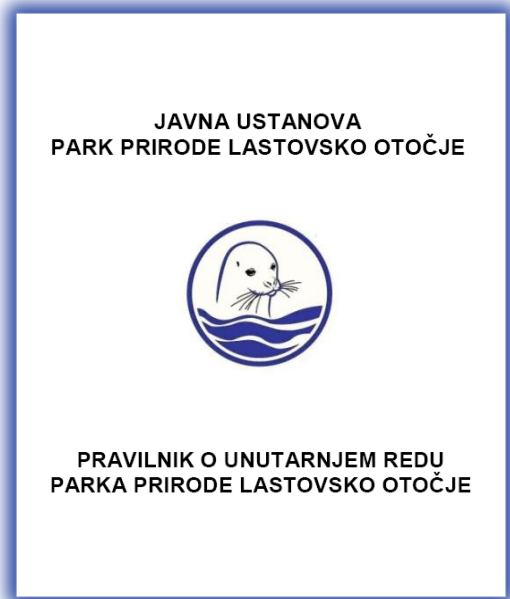 JAVNA USTANOVA
PARK PRIRODE LASTOVSKO OTOČJE
PRAVILNIK O UNUTARNJEM REDU
PARKA PRIRODE LASTOVSKO OTOČJE